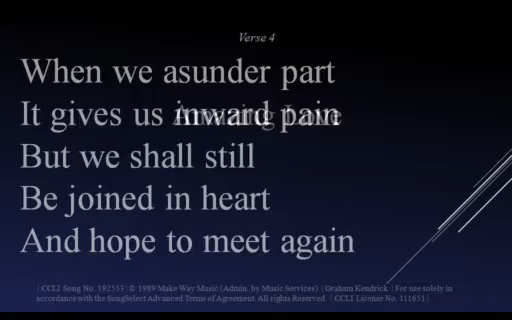 Verse 4
When we asunder part
It gives us inward pain
Amazing Love
But we shall still
Be joined in heart
And hope to meet again
| CCLI Song No. 192553 | © 1989 Make Way Music (Admin. by Music Services) | Graham Kendrick | For use solely in
accordance with the SongSelect Advanced Terms of Agreement. All rights Reserved. | CCLI License No. 111651 |